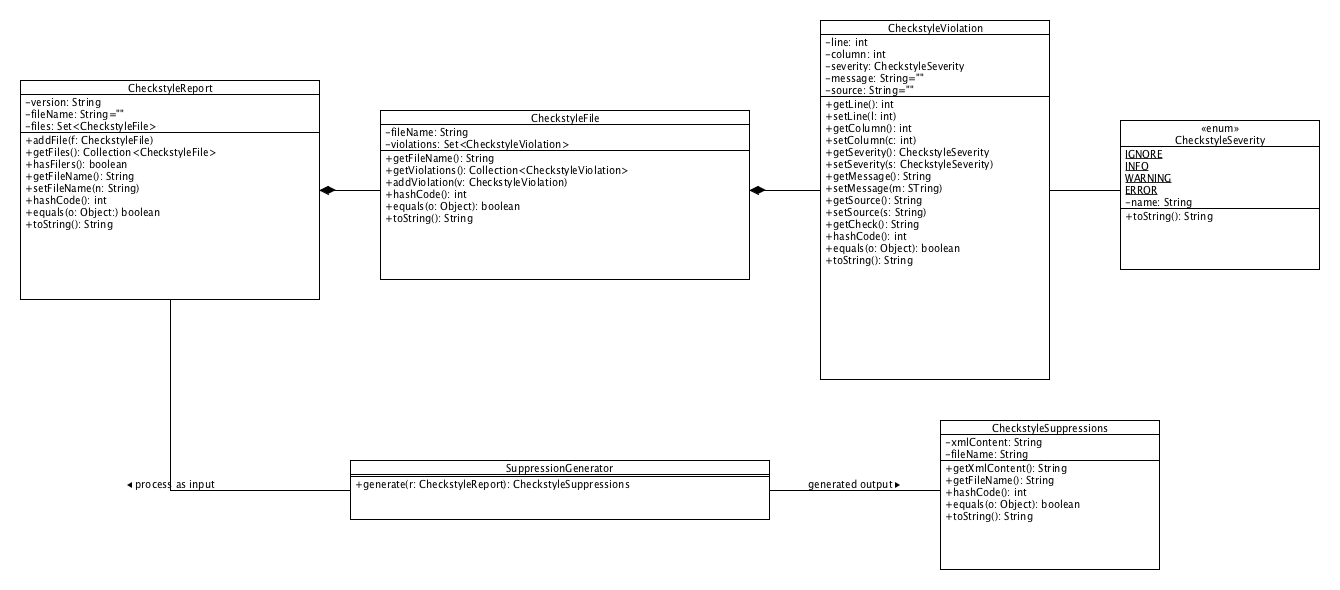 CheckstyleReport
-version: String
-fileName: String=""
-files: Set<CheckstyleFile>
+addFile(f: CheckstyleFile)
+getFiles(): Collection<CheckstyleFile>
+hasFilers(): boolean
+getFileName(): String
+setFileName(n: String)
+hashCode(): int
+equals(o: Object:) boolean
+toString(): String
CheckstyleFile
-fileName: String
-violations: Set<CheckstyleViolation>
+getFileName(): String
+getViolations(): Collection<CheckstyleViolation>
+addViolation(v: CheckstyleViolation)
+hashCode(): int
+equals(o: Object): boolean
+toString(): String
CheckstyleViolation
-line: int
-column: int
-severity: CheckstyleSeverity
-message: String=""
-source: String=""
+getLine(): int
+setLine(l: int)
+getColumn(): int
+setColumn(c: int)
+getSeverity(): CheckstyleSeverity
+setSeverity(s: CheckstyleSeverity)
+getMessage(): String
+setMessage(m: STring)
+getSource(): String
+setSource(s: String)
+getCheck(): String
+hashCode(): int
+equals(o: Object): boolean
+toString(): String
«enum»
CheckstyleSeverity
IGNORE
INFO
WARNING
ERROR
-name: String
+toString(): String
process as input
SuppressionGenerator
+generate(r: CheckstyleReport): CheckstyleSuppressions
generated output
CheckstyleSuppressions
-xmlContent: String
-fileName: String
+getXmlContent(): String
+getFileName(): String
+hashCode(): int
+equals(o: Object): boolean
+toString(): String